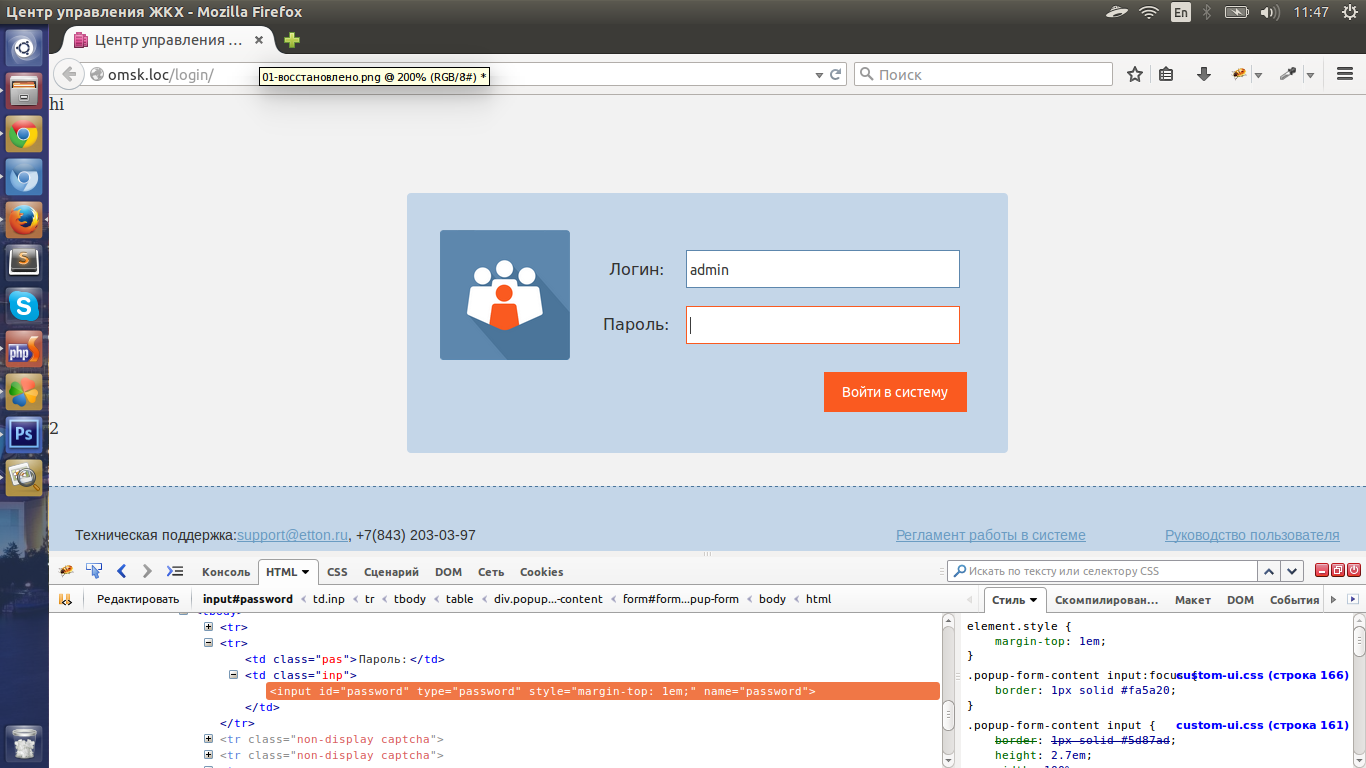 Центр управления ЖКХ - Mozilla Firefox
En
11:47
Центр управления ...
omsk.loc/login/
01-восстановлено.png @ 200% (RGB/8#) *
Поиск
hi
Логин:
admin
Пароль:
Войти в систему
2
php
Ps
Техническая поддержка:support@etton.ru, +7(843) 203-03-97
Регламент работы в системе
Руководство пользователя
Консоль
HTML
CSS
Сценарий
DOM
Сеть
Cookies
Искать по тексту или селектору CSS
Редактировать
input#password < td.inp < tr < tbody < table < div.popup...-content < form#form...pup-form < body < html
Стиль
Скомпилирован...
Макет
DOM
События
<tbody>
<tr>
<tr>
<td class="pas">Пароль:</td>
<td class="inp">
<input id="password" type="password" style="margin-top: 1em;" name="password">
</td>
</tr>
<tr class="non-display captcha">
<tr class="non-display captcha">
element.style {
margin-top: 1em;
}
.popup-form-content input:focus {
custom-ui.css (строка 166)
border: 1px solid #fa5a20;
}
.popup-form-content input {
custom-ui.css (строка 161)
border: 1px solid #5d87ad;
height: 2.7em;
width: 100%